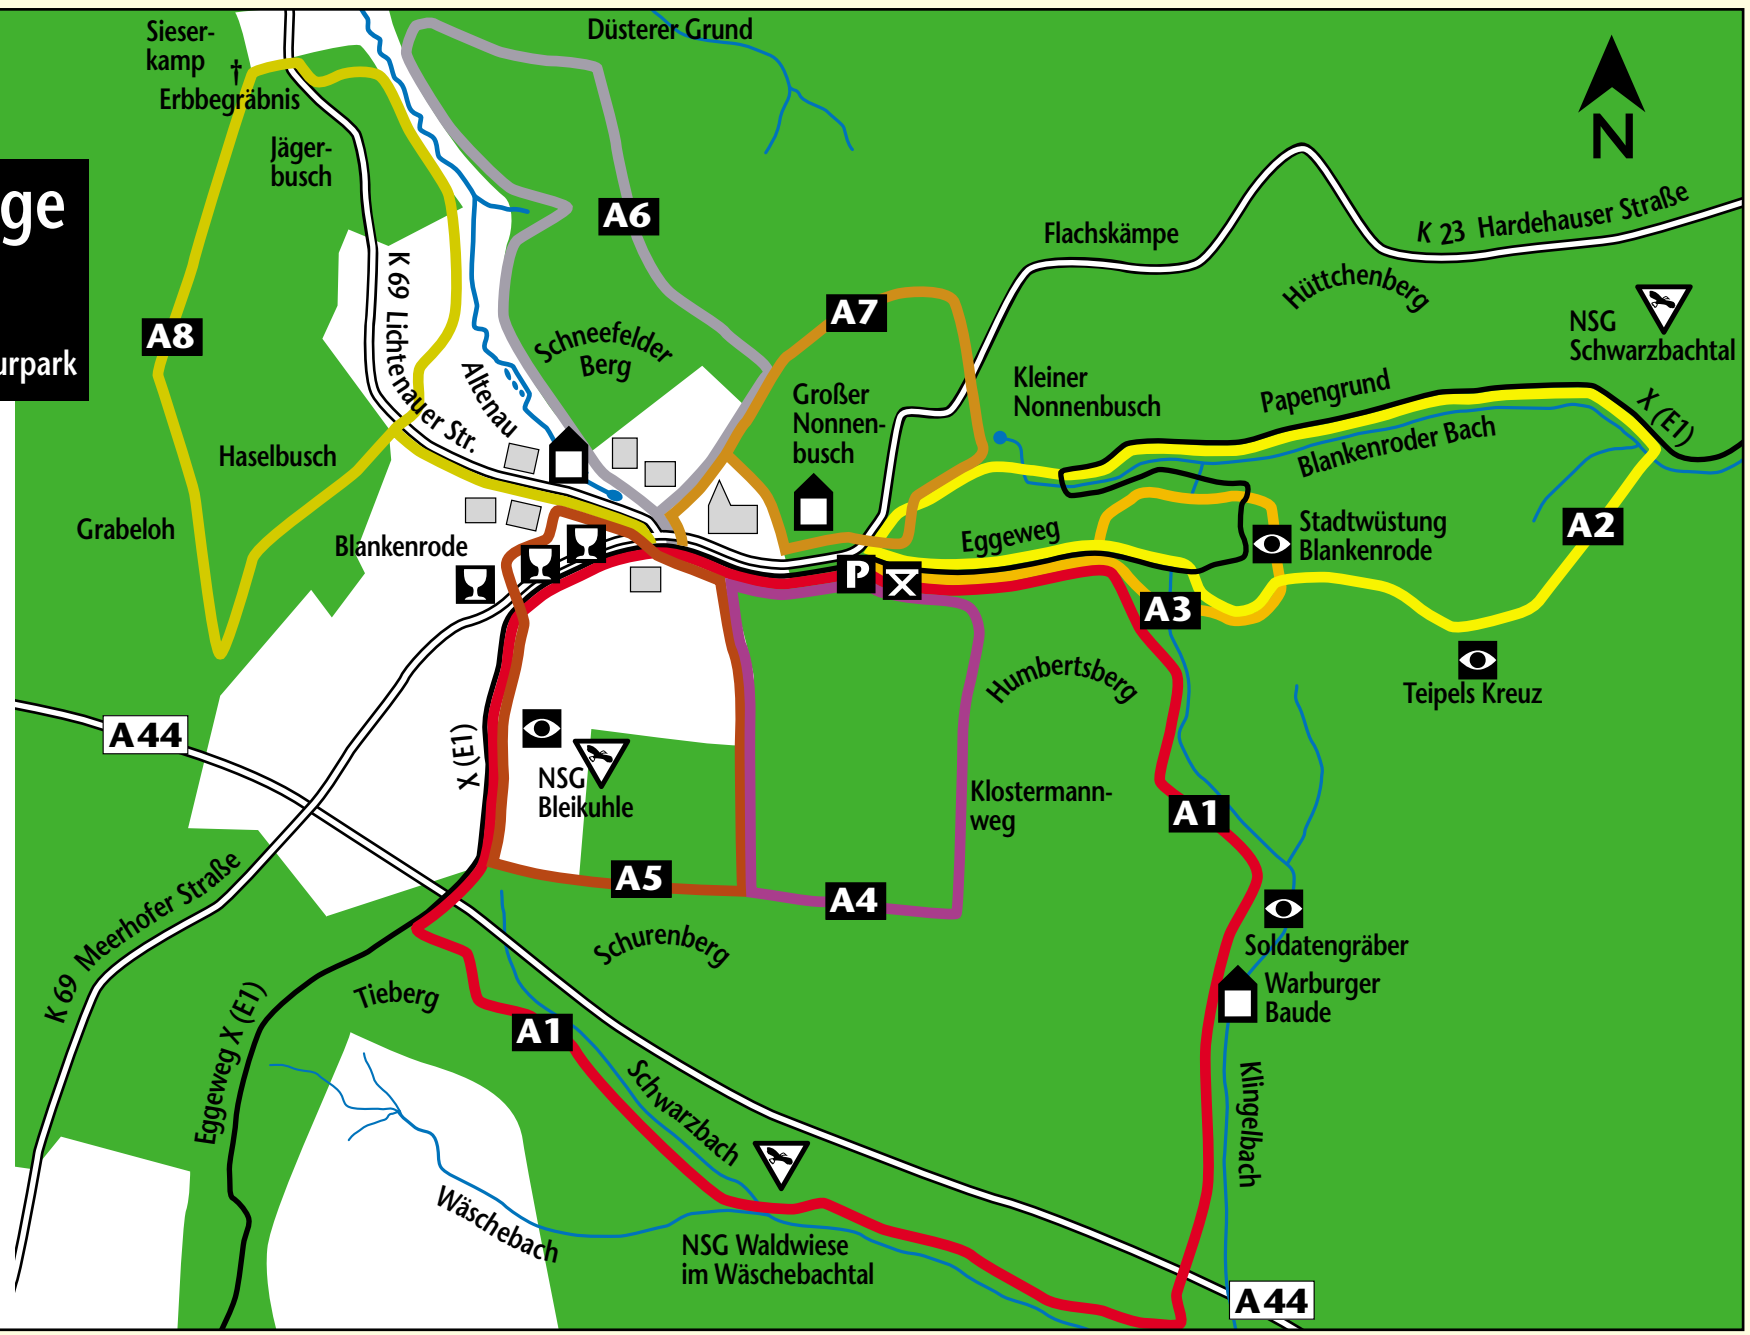 Sieser-
kamp
†
Erbbegräbnis
Jäger-
busch
Düsterer Grund
N
ge
urpark
A6
A7
A8
Flachskämpe
K 23 Hardehauser Straße
Hüttchenberg
NSG
Schwarzbachtal
K 69 Lichtenauer Str.
Altenau
Schneefelder
Berg
Großer
Nonnen-
busch
Kleiner
Nonnenbusch
Papengrund
X (E1)
Blankenroder Bach
Haselbusch
Grabeloh
Blankenrode
Eggeweg
Stadtwüstung
Blankenrode
A2
P
A3
Humbertsberg
Teipels Kreuz
A44
X (E1)
NSG
Bleikuhle
Klostermann-
weg
A1
A5
A4
K 69 Meerhofer Straße
Schurenberg
Soldatengräber
Warburger
Baude
Tieberg
Eggeweg X (E1)
A1
Schwarzbach
Klingelbach
Wäschebach
NSG Waldwiese
im Wäschebachtal
A44